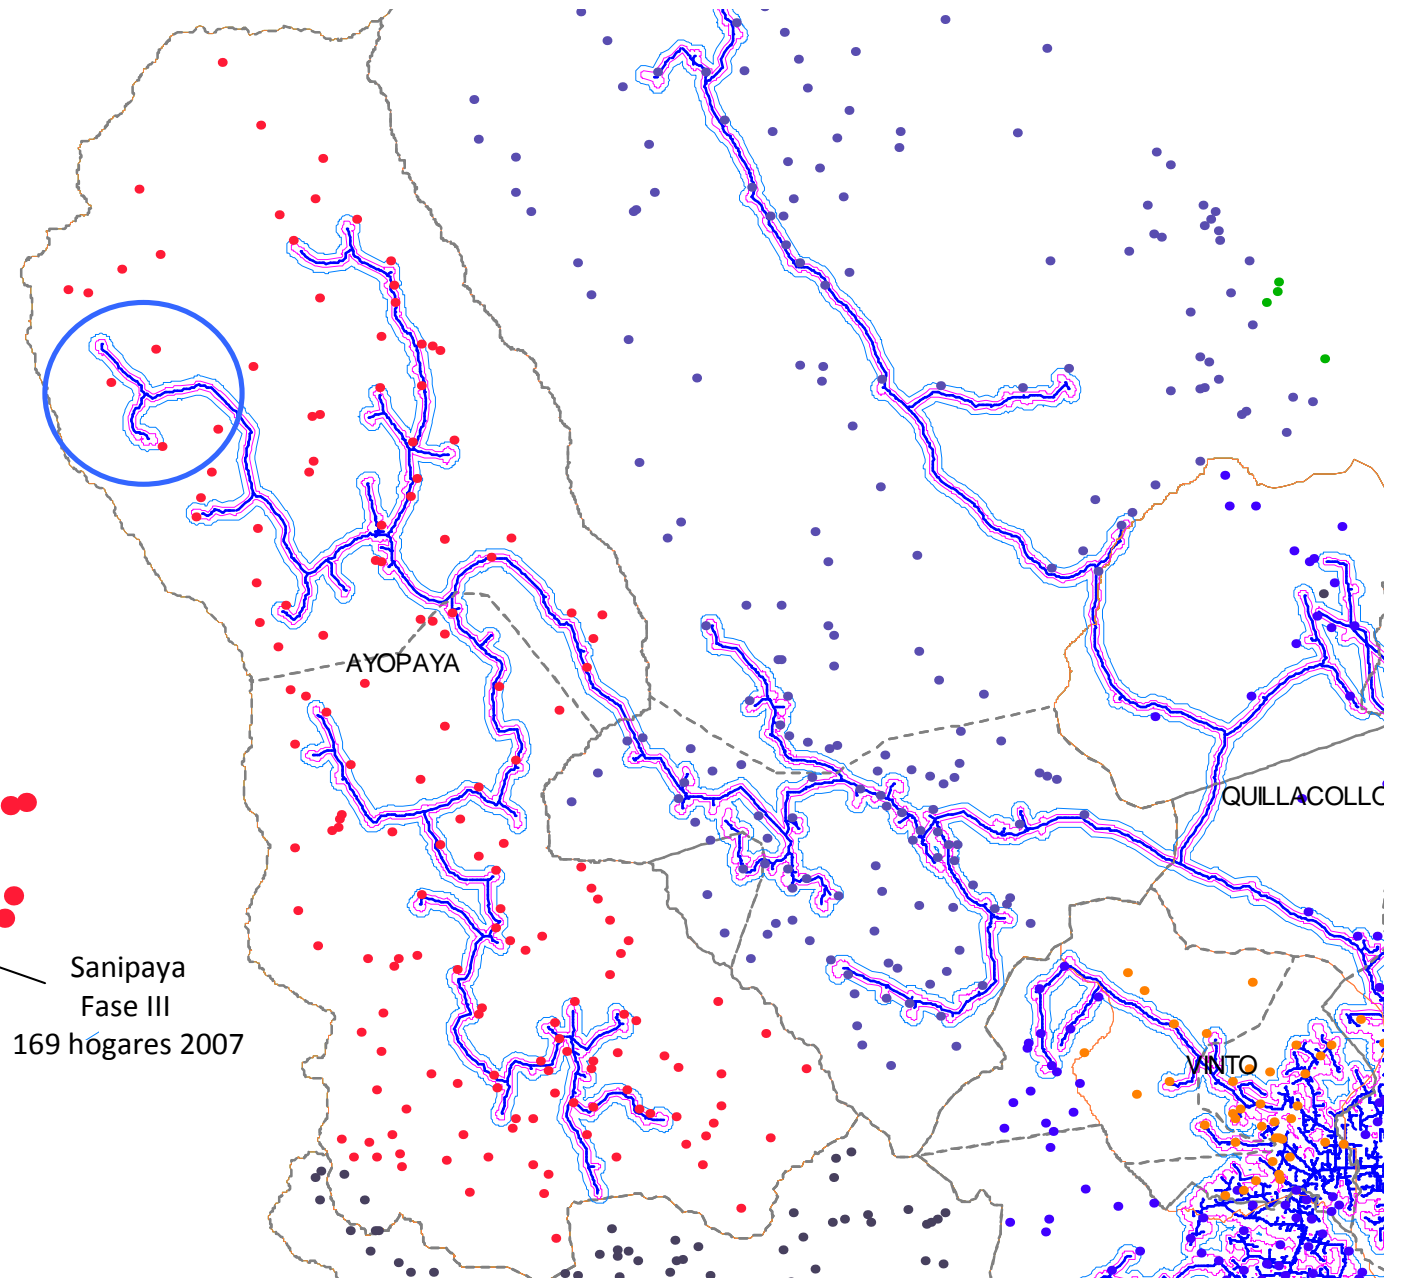 AYOPAYA
QUILLACOLLO
VINTO
Sanipaya
Fase III
169 hogares 2007